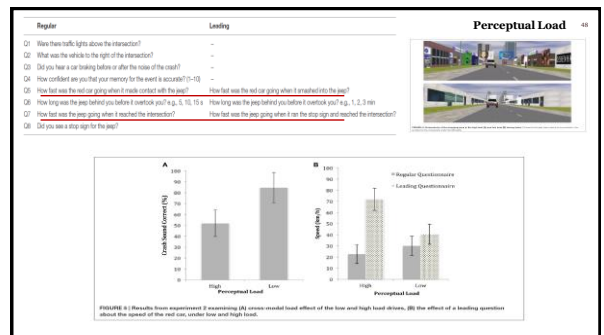 Perceptual Load
48
Regular Leading
Q1 Were there traffic lights above the intersection? –
Q2 What was the vehicle to the right of the intersection? –
Q3 Did you hear a car braking before or after the noise of the crash? –
Q4 How confident are you that your memory for the event is accurate? (1–10) –
Q5 How fast was the red car going when it made contact with the jeep? How fast was the red car going when it smashed into the jeep?
Q6 How long was the jeep behind you before it overtook you? e.g., 5, 10, 15 s How long was the jeep behind you before it overtook you? e.g., 1, 2, 3 min
Q7 How fast was the jeep going when it reached the intersection? How fast was the jeep going when it ran the stop sign and reached the intersection?
Q8 Did you see a stop sign for the jeep?
A
Crash Sound Correct (%)
100
90
80
70
60
50
40
30
20
10
0
High Low
Perceptual Load
B
Speed (km/h)
100
90
80
70
60
50
40
30
20
10
0
Regular Questionnaire
Leading Questionnaire
High Low
Perceptual Load
FIGURE 6 | Results from experiment 2 examining (A) cross-modal load effect of the low and high load drives, (B) the effect of a leading question
about the speed of the red car, under low and high load.